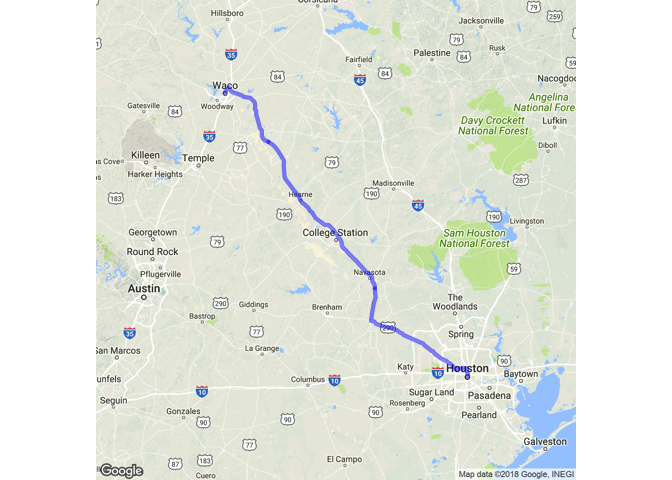 Hillsboro
Corsicana
Jacksonville
79
79
Rusk
35
Palestine
Fairfield
84
45
84
Nacogdoc
Waco
Woodway
84
Angelina
National Fores
Gatesville
84
Davy Crockett
National Forest
Lufkin
35
77
Diboll
Killeen
Temple
79
as Cove
Harker Heights
287
Madisonville
183
Hearne
190
190
45
190
Livingston
Georgetown
79
College Station
Sam Houston
National Forest
Round Rock
Pflugerville
Navasota
59
Austin
The
Woodlands
290
Giddings
Brenham
Bastrop
290
Spring
35
77
San Marcos
La Grange
90
Katy
Houston
10
Columbus
10
Baytown
unfels
10
Sugar Land
Pasadena
Seguin
Rosenberg
90
Pearland
Gonzales
90
90
77
Galveston
87
183
El Campo
Cuero
Google
Map data ©2018 Google, INEGI